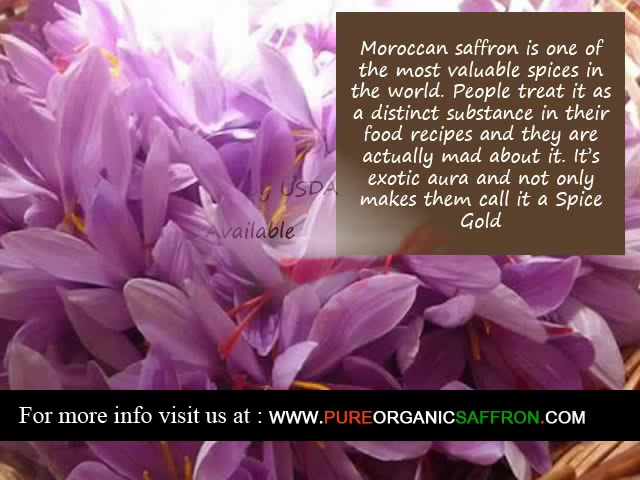 Moroccan saffron is one of
the most valuable spices in
the world. People treat it as
a distinct substance in their
food recipes and they are
actually mad about it. It's
exotic aura and not only
makes them call it a Spice
Gold
by USDA
Available
For more info visit us at : WWW.PUREORGANICSAFFRON.COM